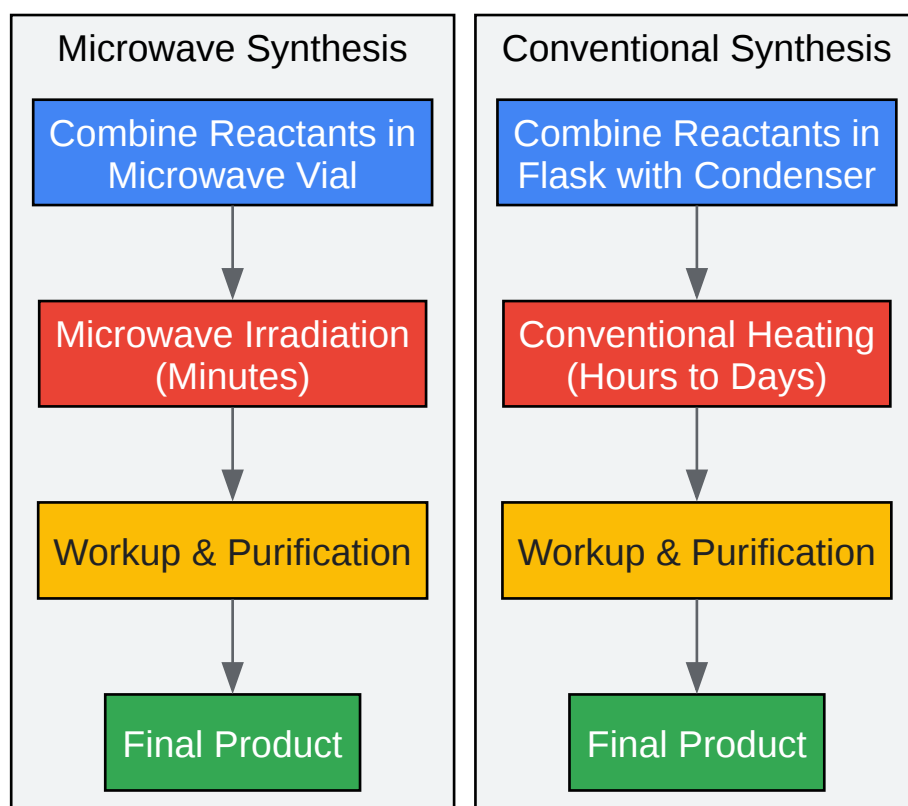 Microwave Synthesis
Combine Reactants in
Microwave Vial
Microwave Irradiation
(Minutes)
Workup & Purification
Final Product
Conventional Synthesis
Combine Reactants in
Flask with Condenser
Conventional Heating
(Hours to Days)
Workup & Purification
Final Product